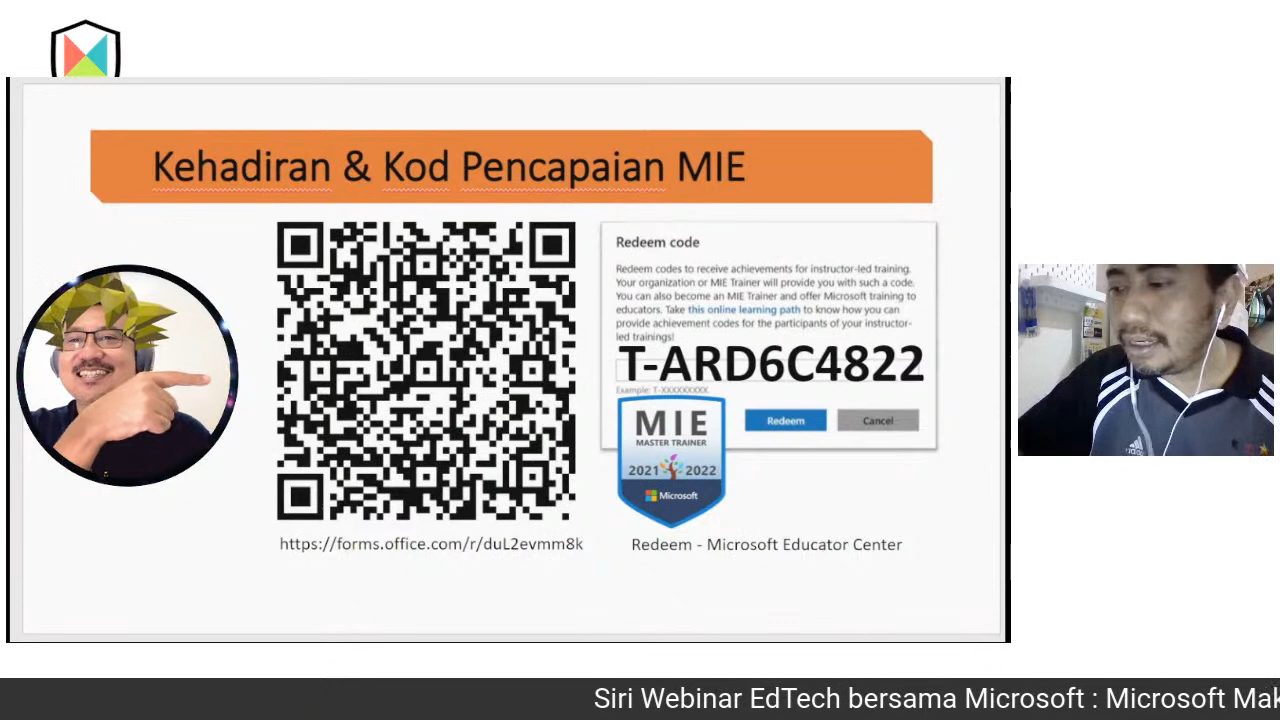 Kehadiran & Kod Pencapaian MIE
Redeem code
Redeem codes to receive achievements for instructor-led training.
Your organization or MIE Trainer will provide you with such a code.
You can also become an MIE Trainer and offer Microsoft training to
educators. Take this online learning path to know how you can
provide achievement codes for the participants of your instructor-
led trainings!
T-ARD6C4822
Example: T-XXXXXXXXX
Redeem
Cancel
MIE
MASTER TRAINER
2021 2022
Microsoft
https://forms.office.com/r/duL2evmm8k
Redeem - Microsoft Educator Center
adidas
Siri Webinar EdTech bersama Microsoft : Microsoft Mak